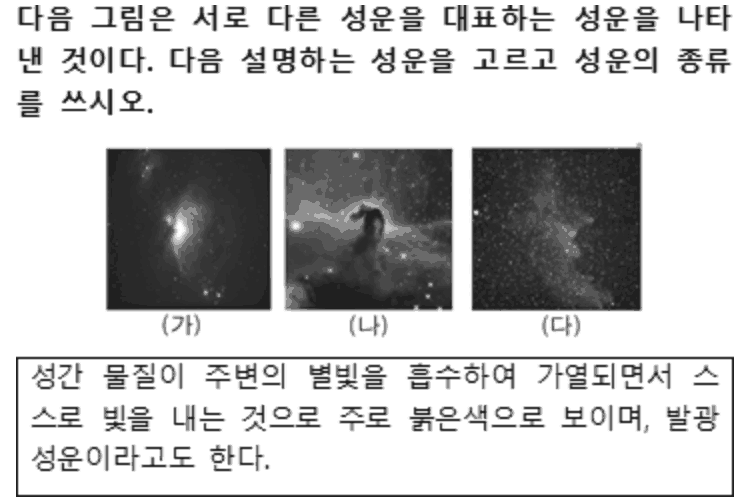 다음 그림은 서로 다른 성운을 대표하는 성운을 나타
낸 것이다. 다음 설명하는 성운을 고르고 성운의 종류
를 쓰시오.
(가) (나) (다)
성간 물질이 주변의 별빛을 흡수하여 가열되면서 스
스로 빛을 내는 것으로 주로 붉은색으로 보이며, 발광
성운이라고도 한다.